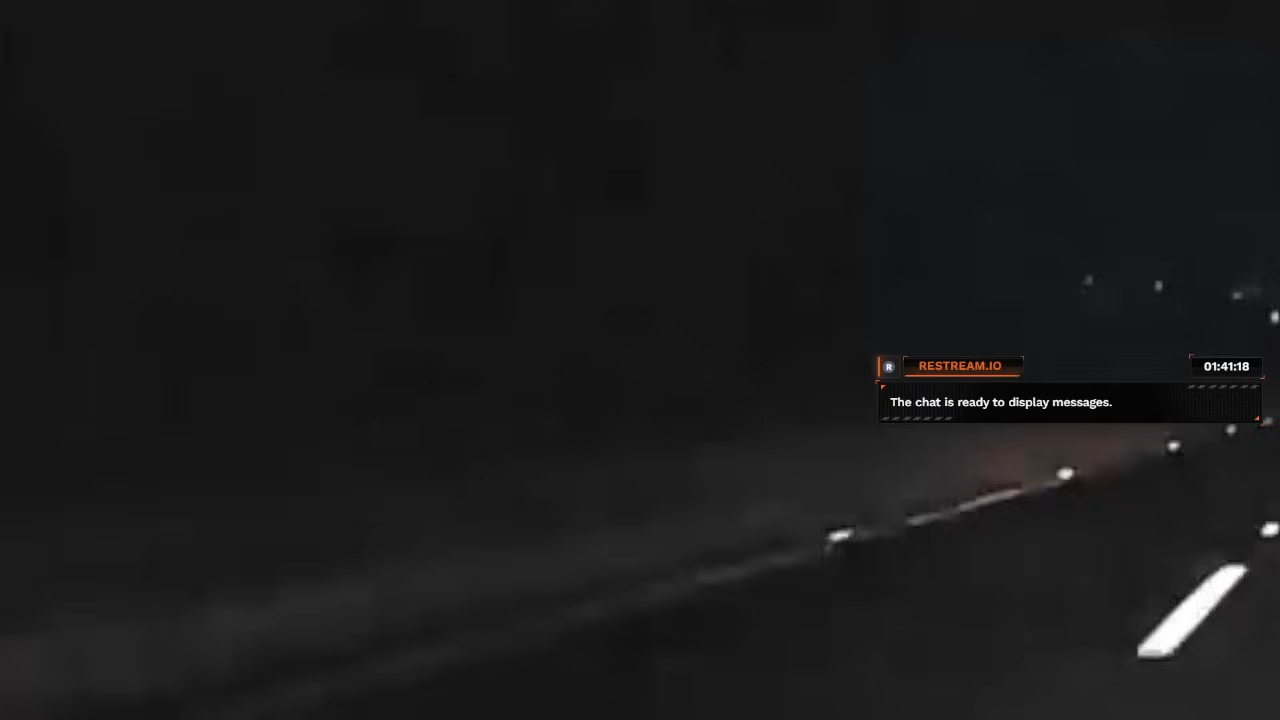 R RESTREAM.IO 01:41:18
The chat is ready to display messages.